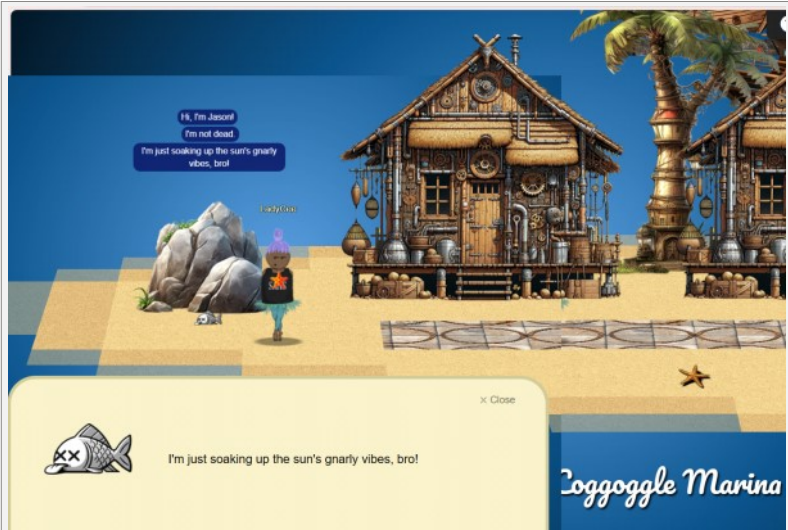 Hi, I'm Jason!
I'm not dead.
I'm just soaking up the sun's gnarly
vibes, bro!
× Close
I'm just soaking up the sun's gnarly vibes, bro!
Coggoggle Marina